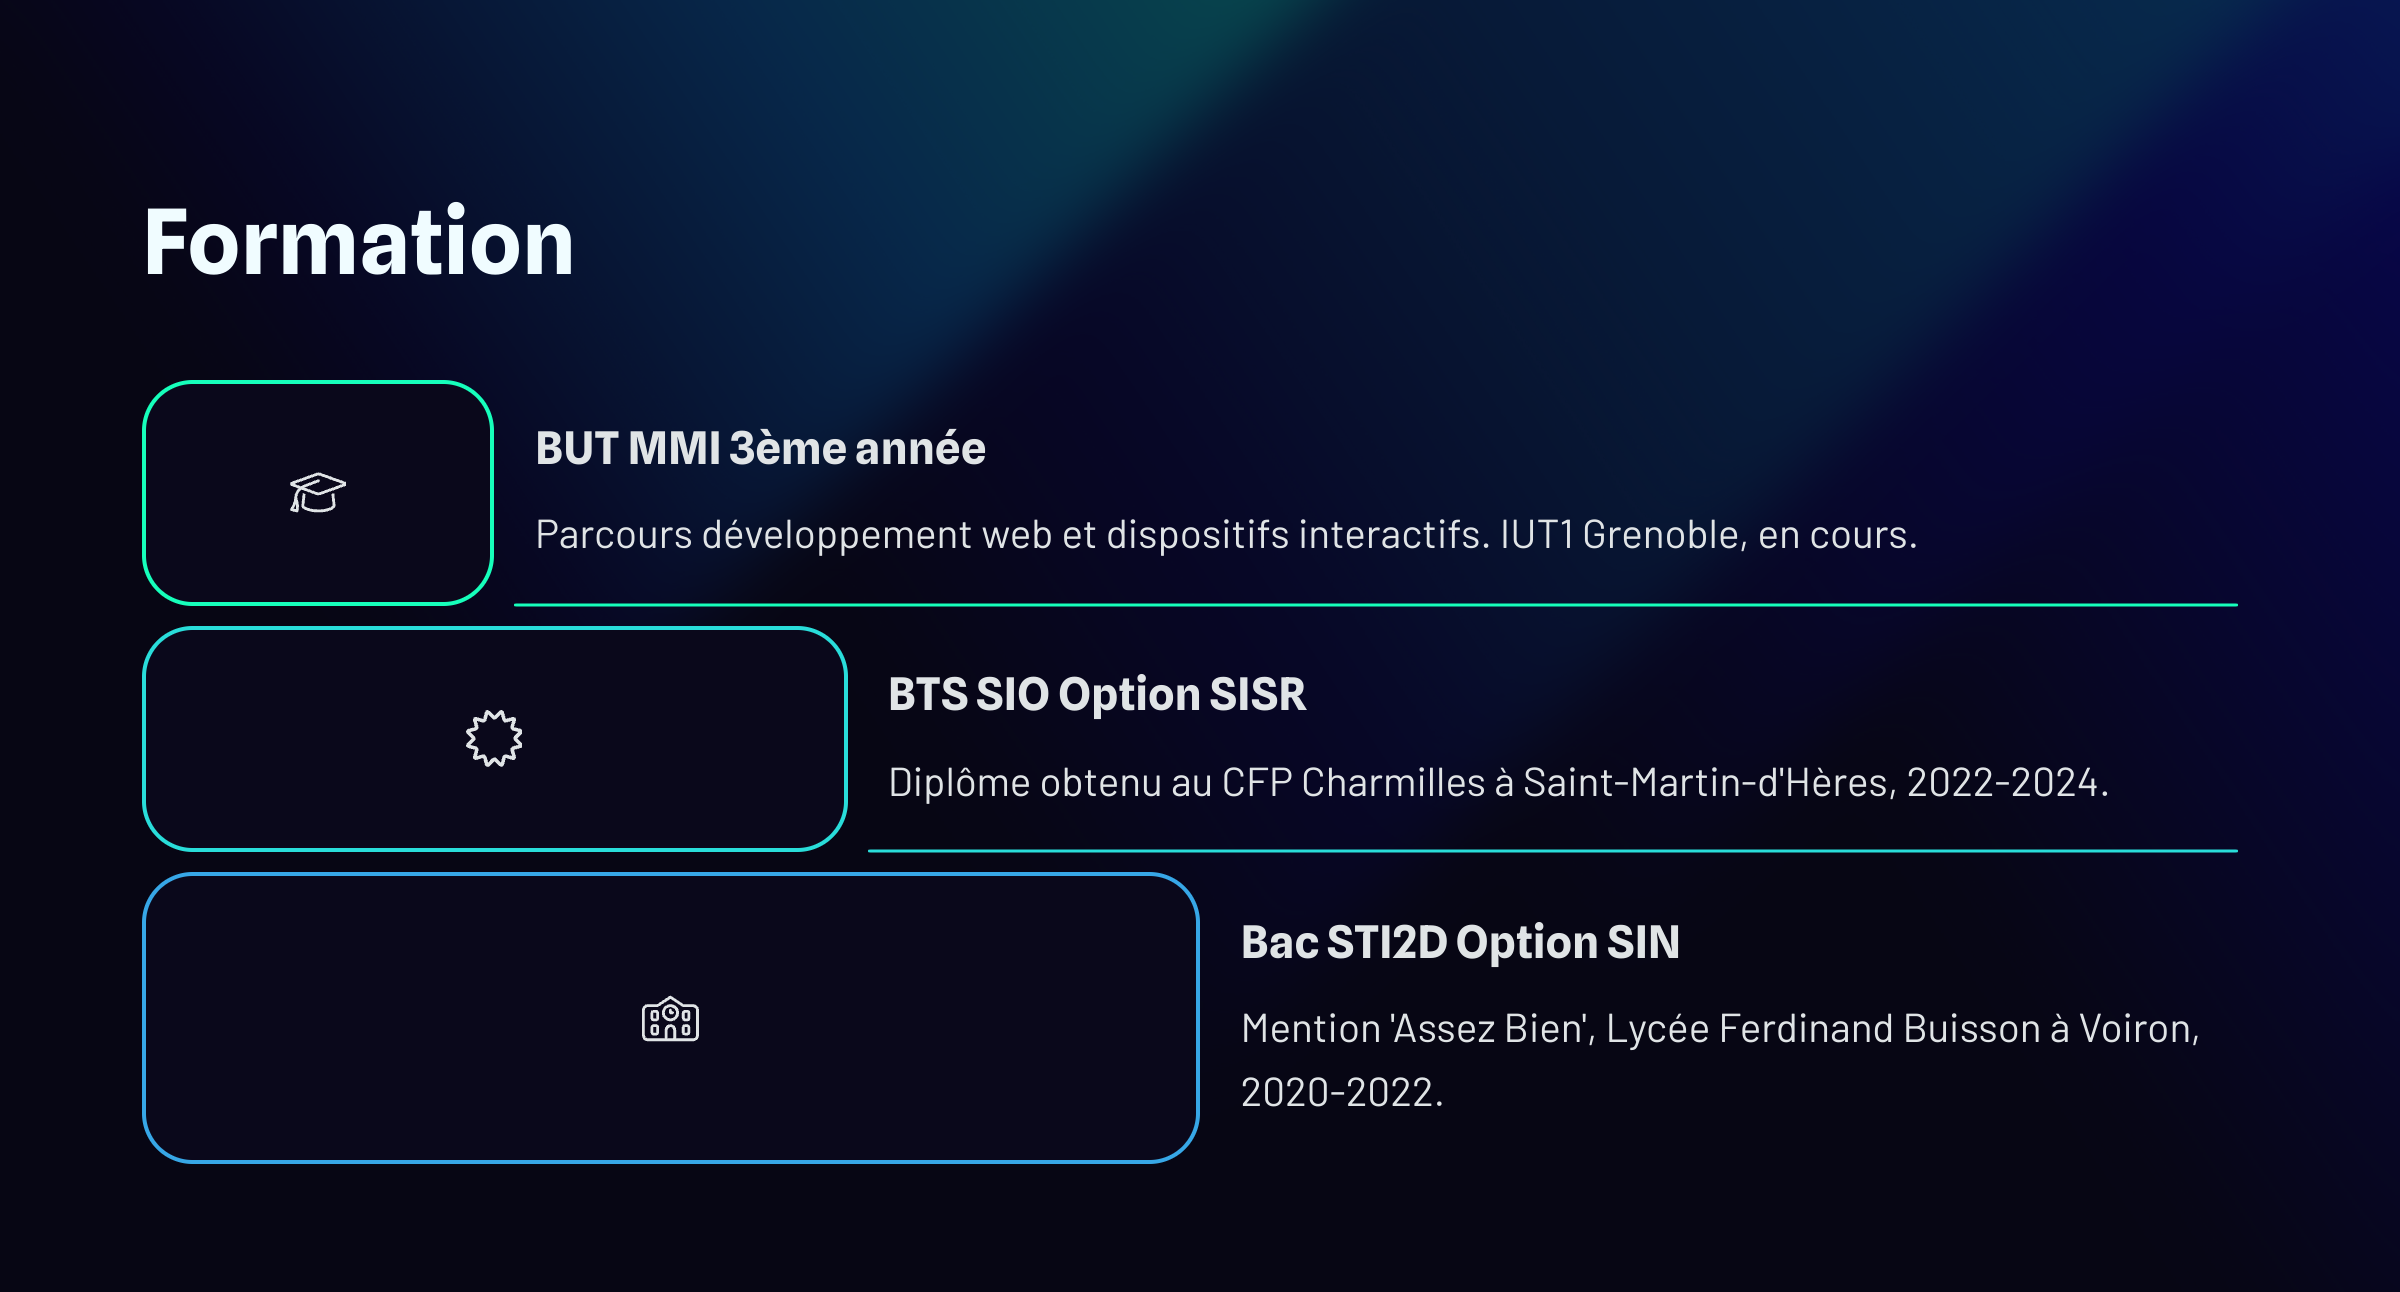 Formation
BUT MMI 3ème année
Parcours développement web et dispositifs interactifs. IUT1 Grenoble, en cours.
BTS SIO Option SISR
Diplôme obtenu au CFP Charmilles à Saint-Martin-d'Hères, 2022-2024.
Bac STI2D Option SIN
Mention 'Assez Bien', Lycée Ferdinand Buisson à Voiron,
2020-2022.